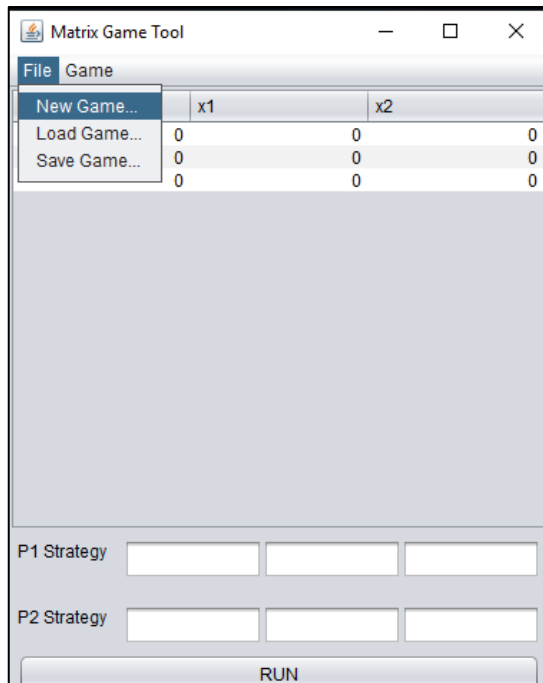 Matrix Game Tool
File Game
New Game... x1 x2
Load Game... 0 0 0
Save Game... 0 0 0
0 0 0
P1 Strategy
P2 Strategy
RUN